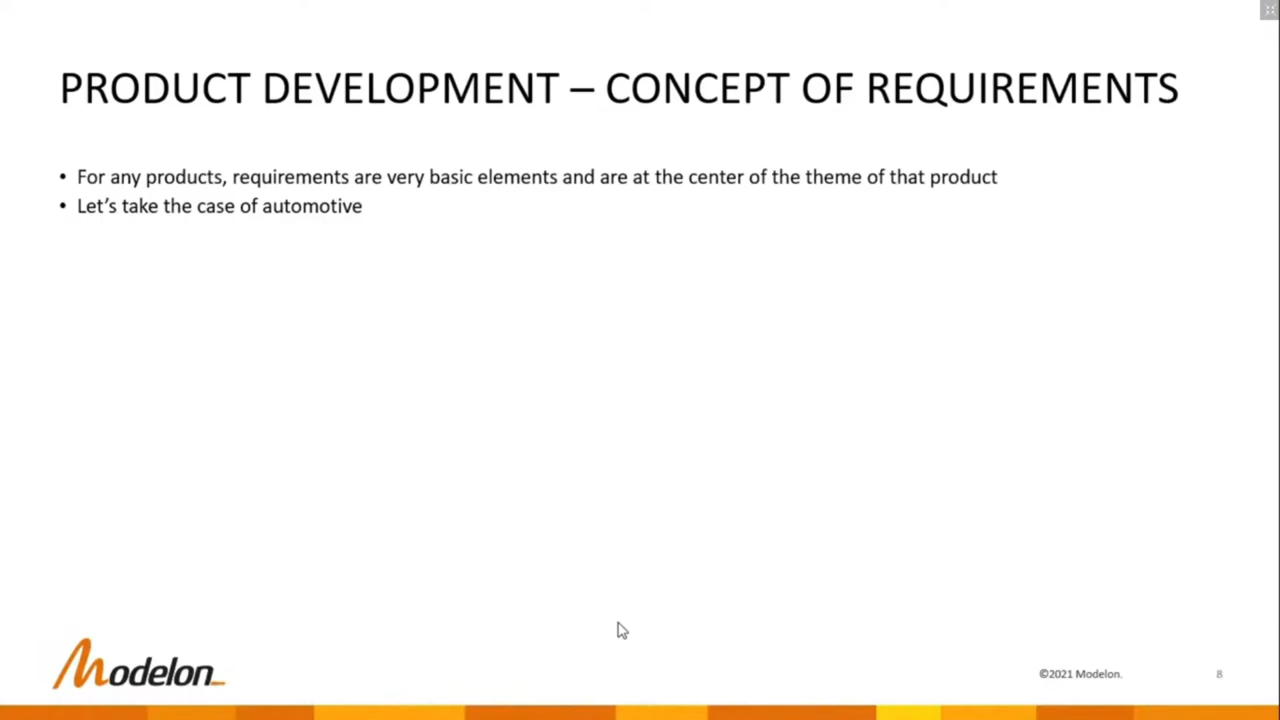 PRODUCT DEVELOPMENT – CONCEPT OF REQUIREMENTS
• For any products, requirements are very basic elements and are at the center of the theme of that product
• Let's take the case of automotive
Modelon
©2021 Modelon.
8